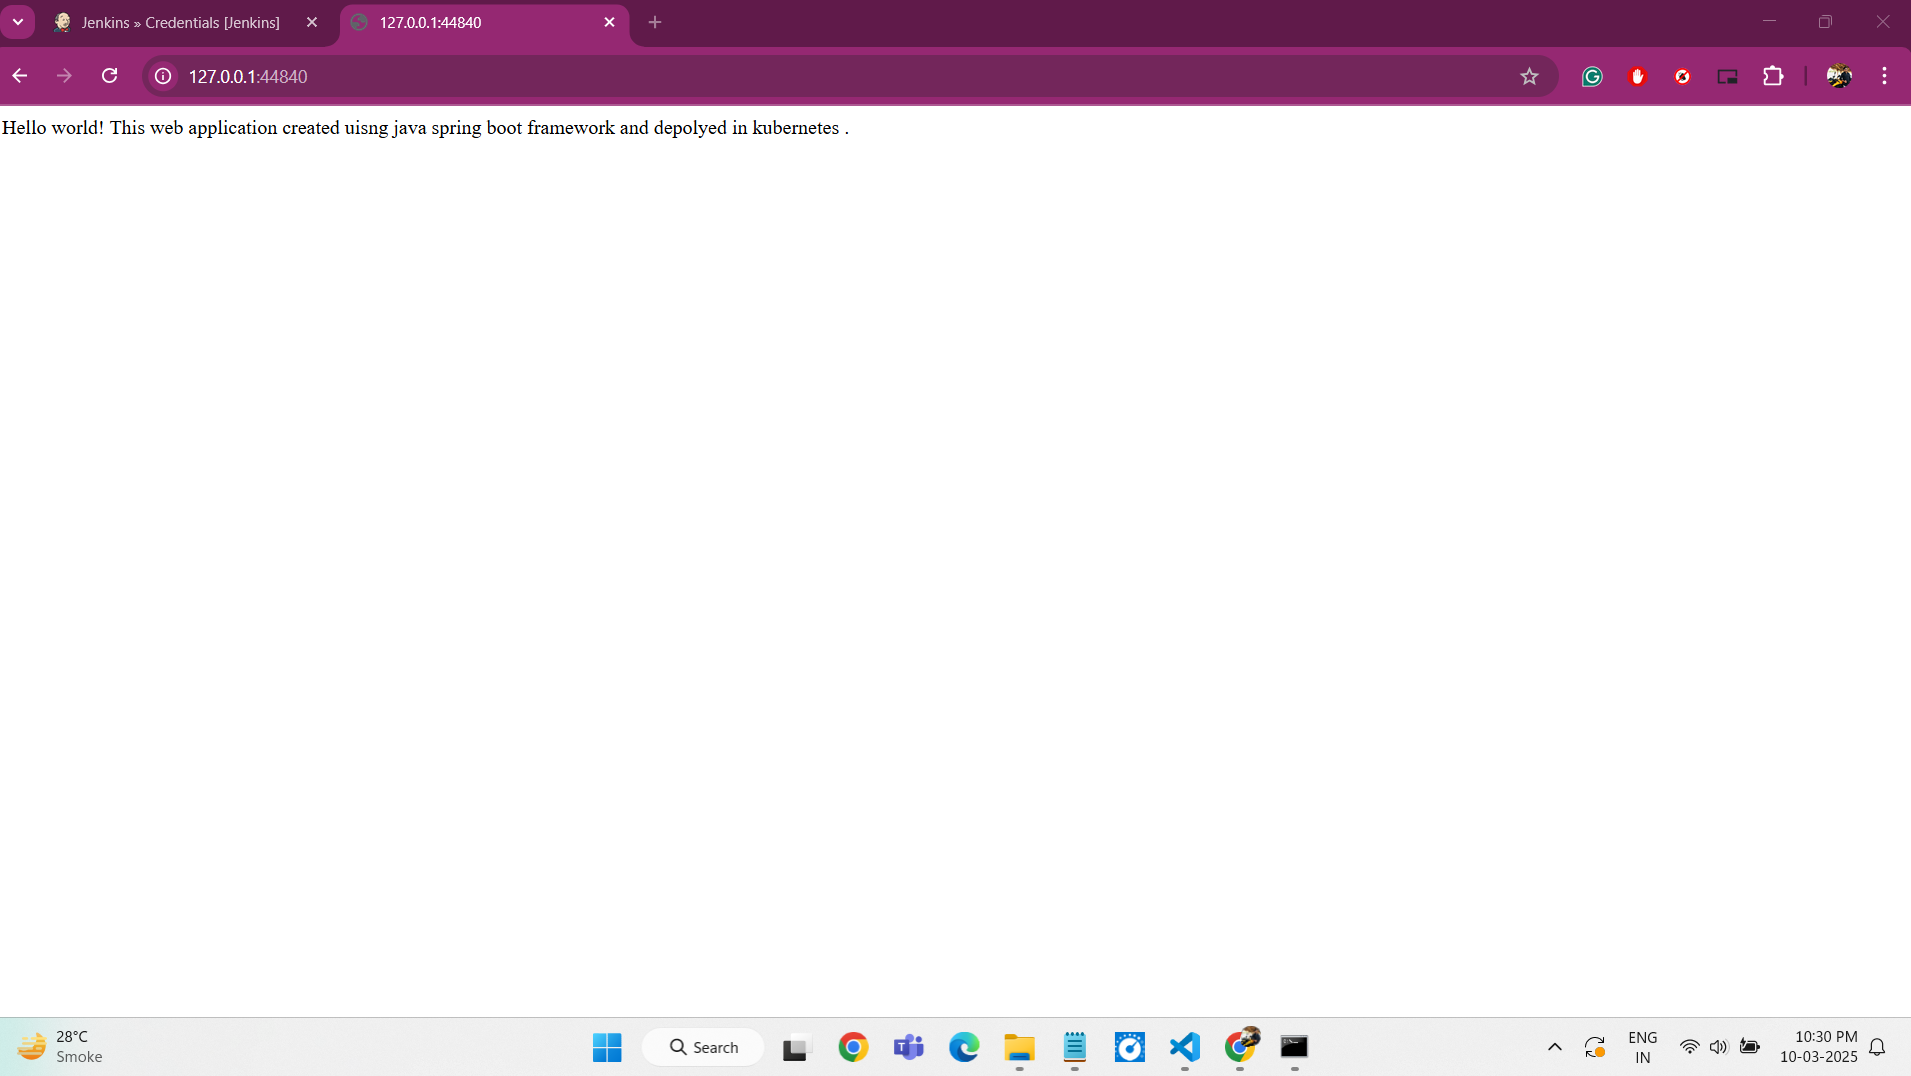 Jenkins » Credentials [Jenkins]
127.0.0.1:44840
127.0.0.1:44840
Hello world! This web application created uisng java spring boot framework and depolyed in kubernetes .
28°C
Smoke
Search
ENG
IN
10:30 PM
10-03-2025